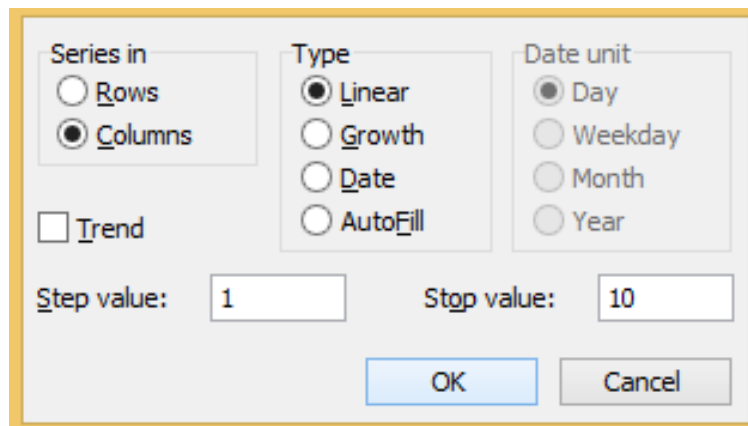 Series in
Rows
Columns
Trend
Type
Linear
Growth
Date
AutoFill
Date unit
Day
Weekday
Month
Year
Step value: 1
Stop value: 10
OK
Cancel